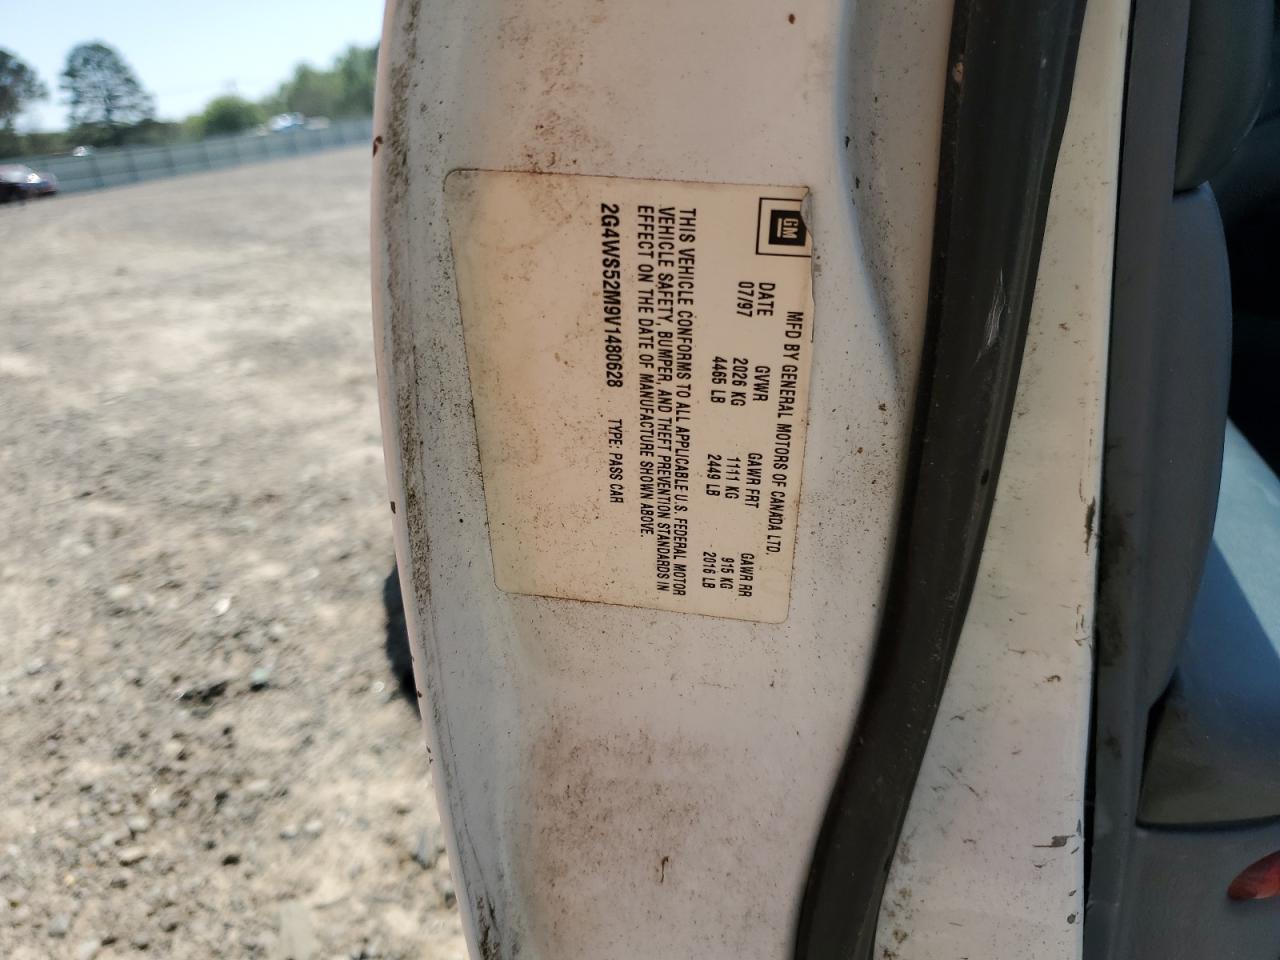 GM
MFD BY GENERAL MOTORS OF CANADA LTD.
DATE GVWR GAWR FRT GAWR RR
07/97 2026 KG 1111 KG 915 KG
4465 LB 2449 LB 2016 LB
THIS VEHICLE CONFORMS TO ALL APPLICABLE U.S. FEDERAL MOTOR
VEHICLE SAFETY, BUMPER, AND THEFT PREVENTION STANDARDS IN
EFFECT ON THE DATE OF MANUFACTURE SHOWN ABOVE.
2G4WS52M9V1480628 TYPE: PASS CAR